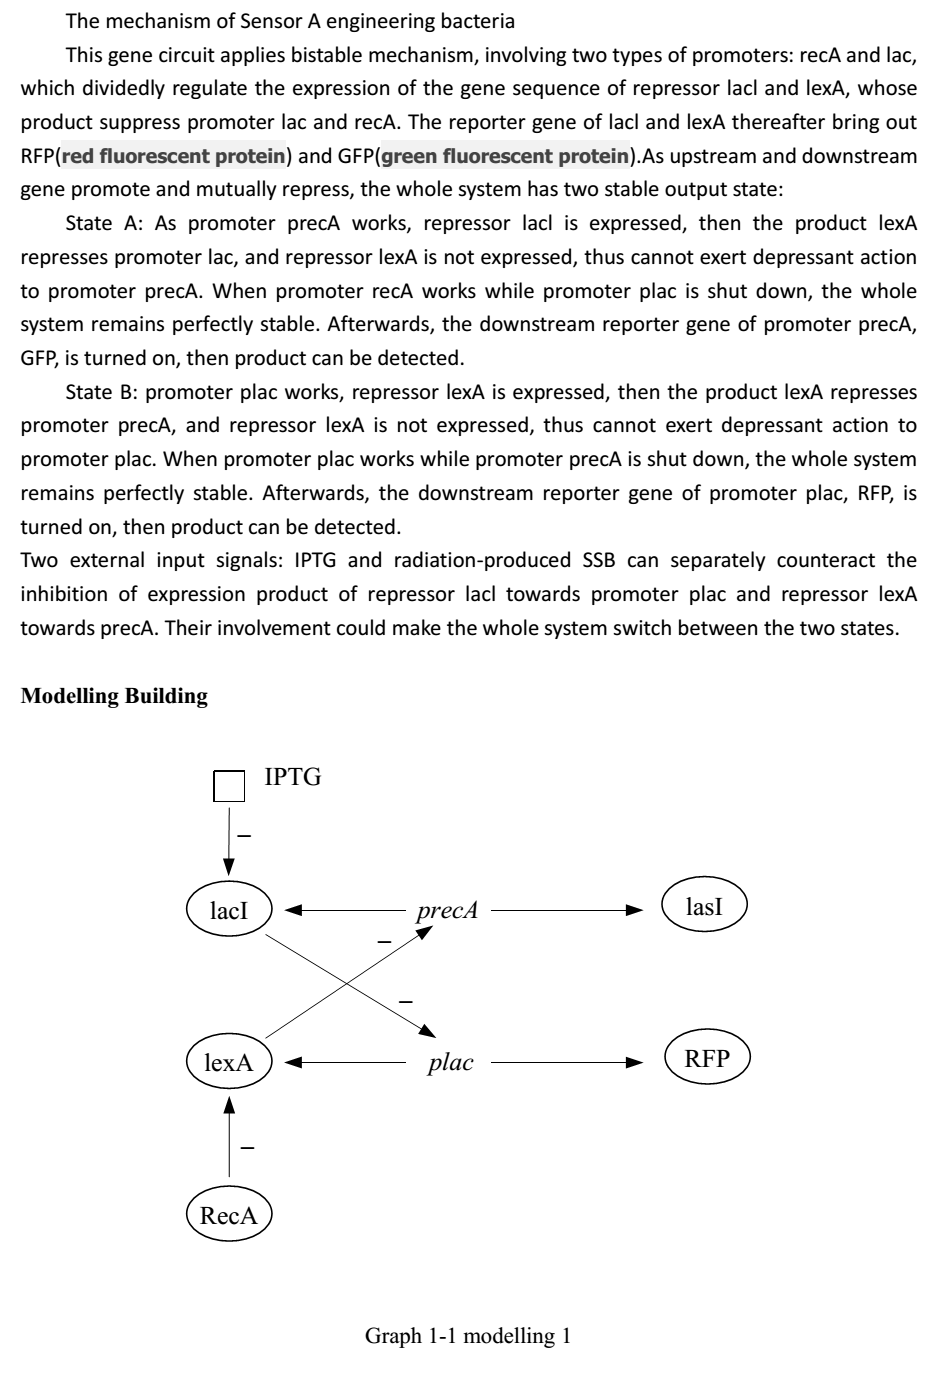 The mechanism of Sensor A engineering bacteria
This gene circuit applies bistable mechanism, involving two types of promoters: recA and lac,
which dividedly regulate the expression of the gene sequence of repressor lacl and lexA, whose
product suppress promoter lac and recA. The reporter gene of lacl and lexA thereafter bring out
RFP(red fluorescent protein) and GFP(green fluorescent protein).As upstream and downstream
gene promote and mutually repress, the whole system has two stable output state:
State A: As promoter precA works, repressor lacl is expressed, then the product lexA
represses promoter lac, and repressor lexA is not expressed, thus cannot exert depressant action
to promoter precA. When promoter recA works while promoter plac is shut down, the whole
system remains perfectly stable. Afterwards, the downstream reporter gene of promoter precA,
GFP, is turned on, then product can be detected.
State B: promoter plac works, repressor lexA is expressed, then the product lexA represses
promoter precA, and repressor lexA is not expressed, thus cannot exert depressant action to
promoter plac. When promoter plac works while promoter precA is shut down, the whole system
remains perfectly stable. Afterwards, the downstream reporter gene of promoter plac, RFP, is
turned on, then product can be detected.
Two external input signals: IPTG and radiation-produced SSB can separately counteract the
inhibition of expression product of repressor lacl towards promoter plac and repressor lexA
towards precA. Their involvement could make the whole system switch between the two states.
Modelling Building
IPTG
–
lacI precA lasI
–
–
lexA plac RFP
–
RecA
Graph 1-1 modelling 1